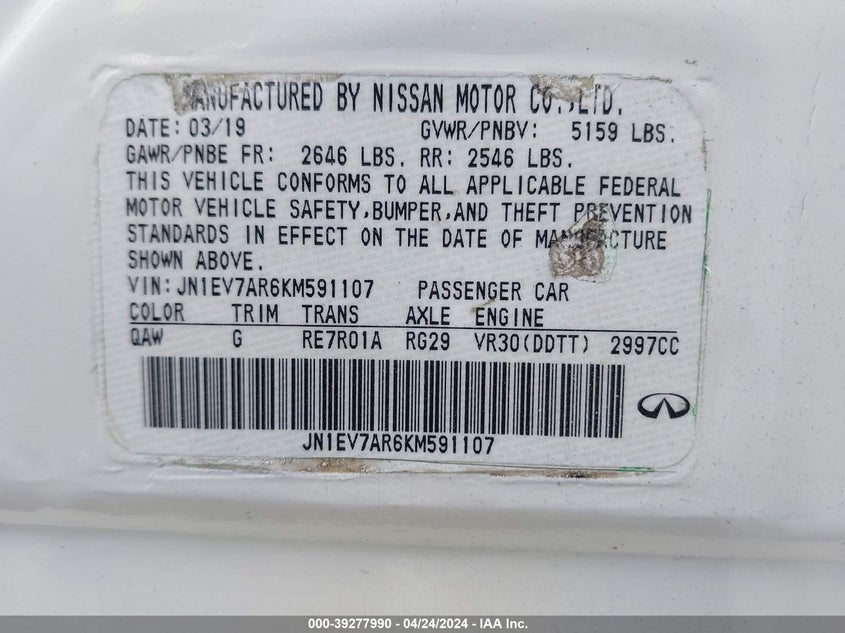 MANUFACTURED BY NISSAN MOTOR CO.,LTD.
DATE: 03/19 GVWR/PNBV: 5159 LBS.
GAWR/PNBE FR: 2646 LBS. RR: 2546 LBS.
THIS VEHICLE CONFORMS TO ALL APPLICABLE FEDERAL
MOTOR VEHICLE SAFETY,BUMPER,AND THEFT PREVENTION
STANDARDS IN EFFECT ON THE DATE OF MANUFACTURE
SHOWN ABOVE.
VIN:JN1EV7AR6KM591107 PASSENGER CAR
COLOR TRIM TRANS AXLE ENGINE
QAW G RE7R01A RG29 VR30(DDTT) 2997CC
JN1EV7AR6KM591107
000-39277990 - 04/24/2024 - IAA Inc.